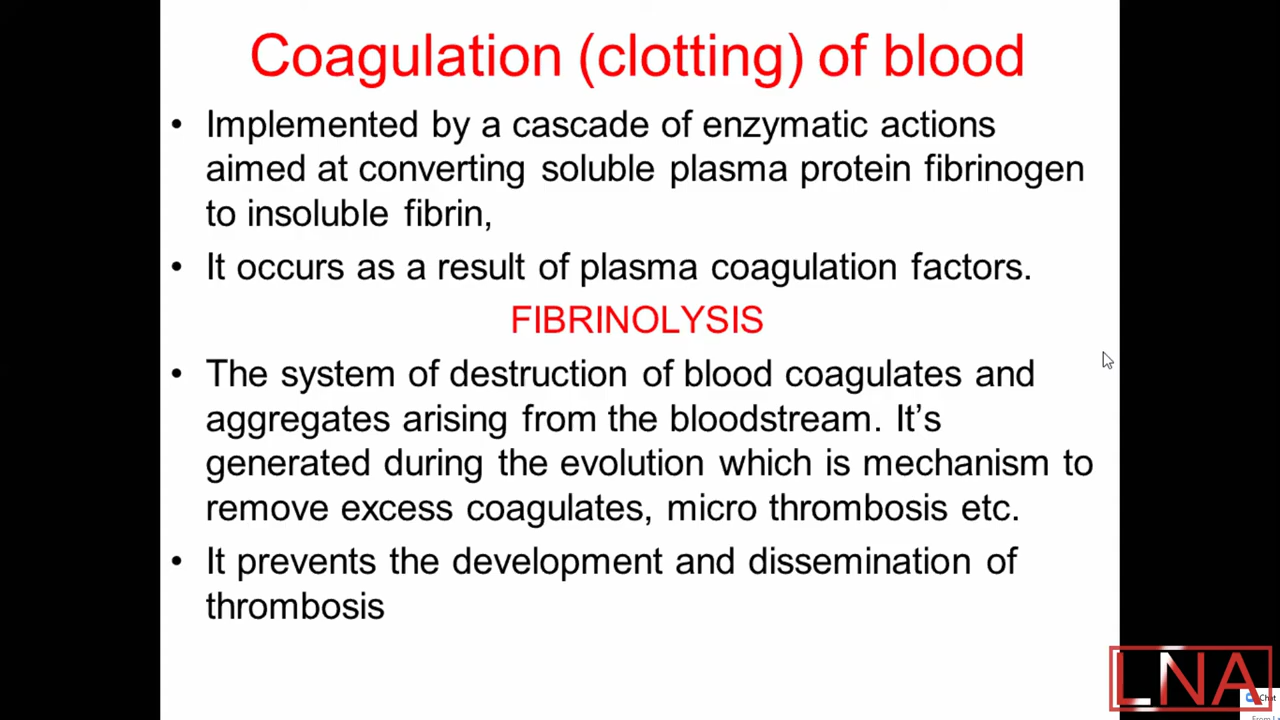 Coagulation (clotting) of blood
• Implemented by a cascade of enzymatic actions
aimed at converting soluble plasma protein fibrinogen
to insoluble fibrin,
• It occurs as a result of plasma coagulation factors.
FIBRINOLYSIS
• The system of destruction of blood coagulates and
aggregates arising from the bloodstream. It’s
generated during the evolution which is mechanism to
remove excess coagulates, micro thrombosis etc.
• It prevents the development and dissemination of
thrombosis
LNA
Chat